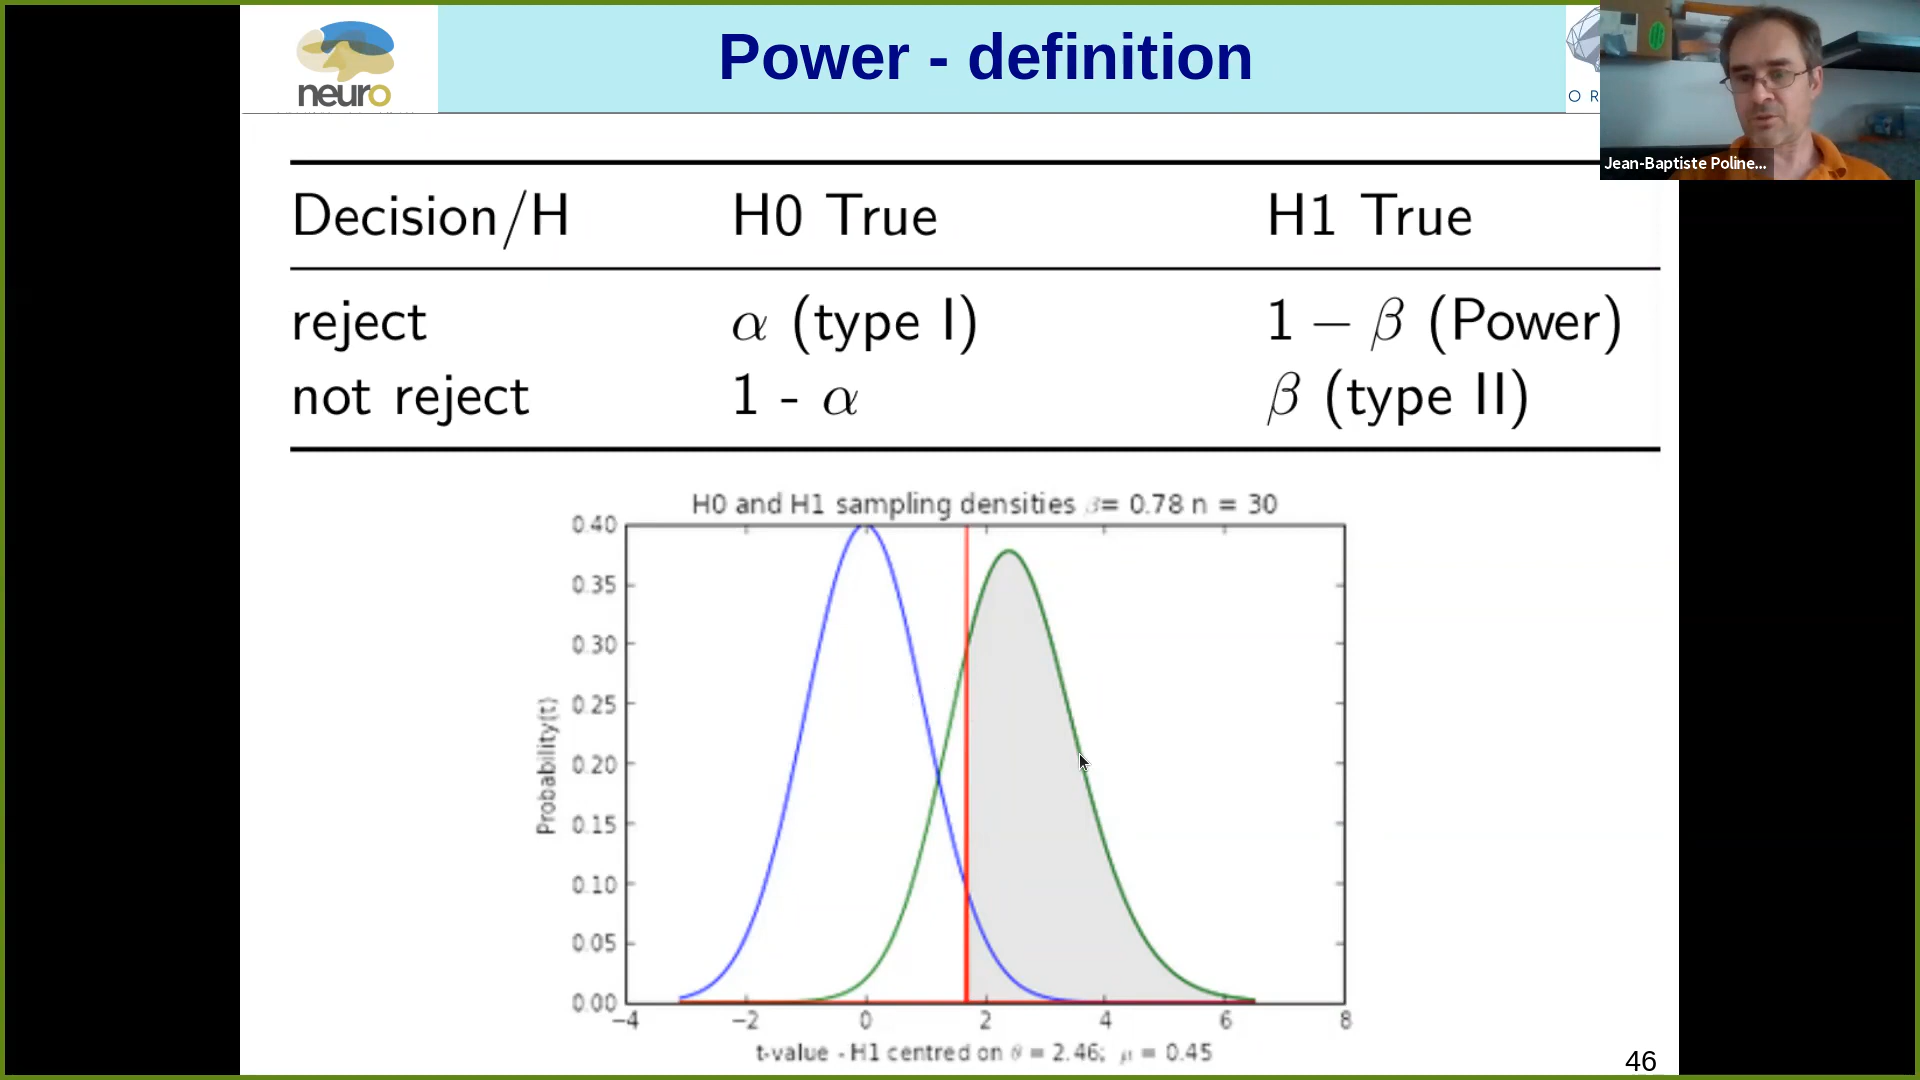 neuro
Power - definition
O R
Jean-Baptiste Poline...
Decision/H H0 True H1 True
reject α (type I) 1 − β (Power)
not reject 1 - α β (type II)
H0 and H1 sampling densities β= 0.78 n = 30
0.40
0.35
0.30
0.25
0.20
0.15
0.10
0.05
0.00
Probability(t)
−4 −2 0 2 4 6 8
t-value - H1 centred on θ = 2.46; μ = 0.45
46